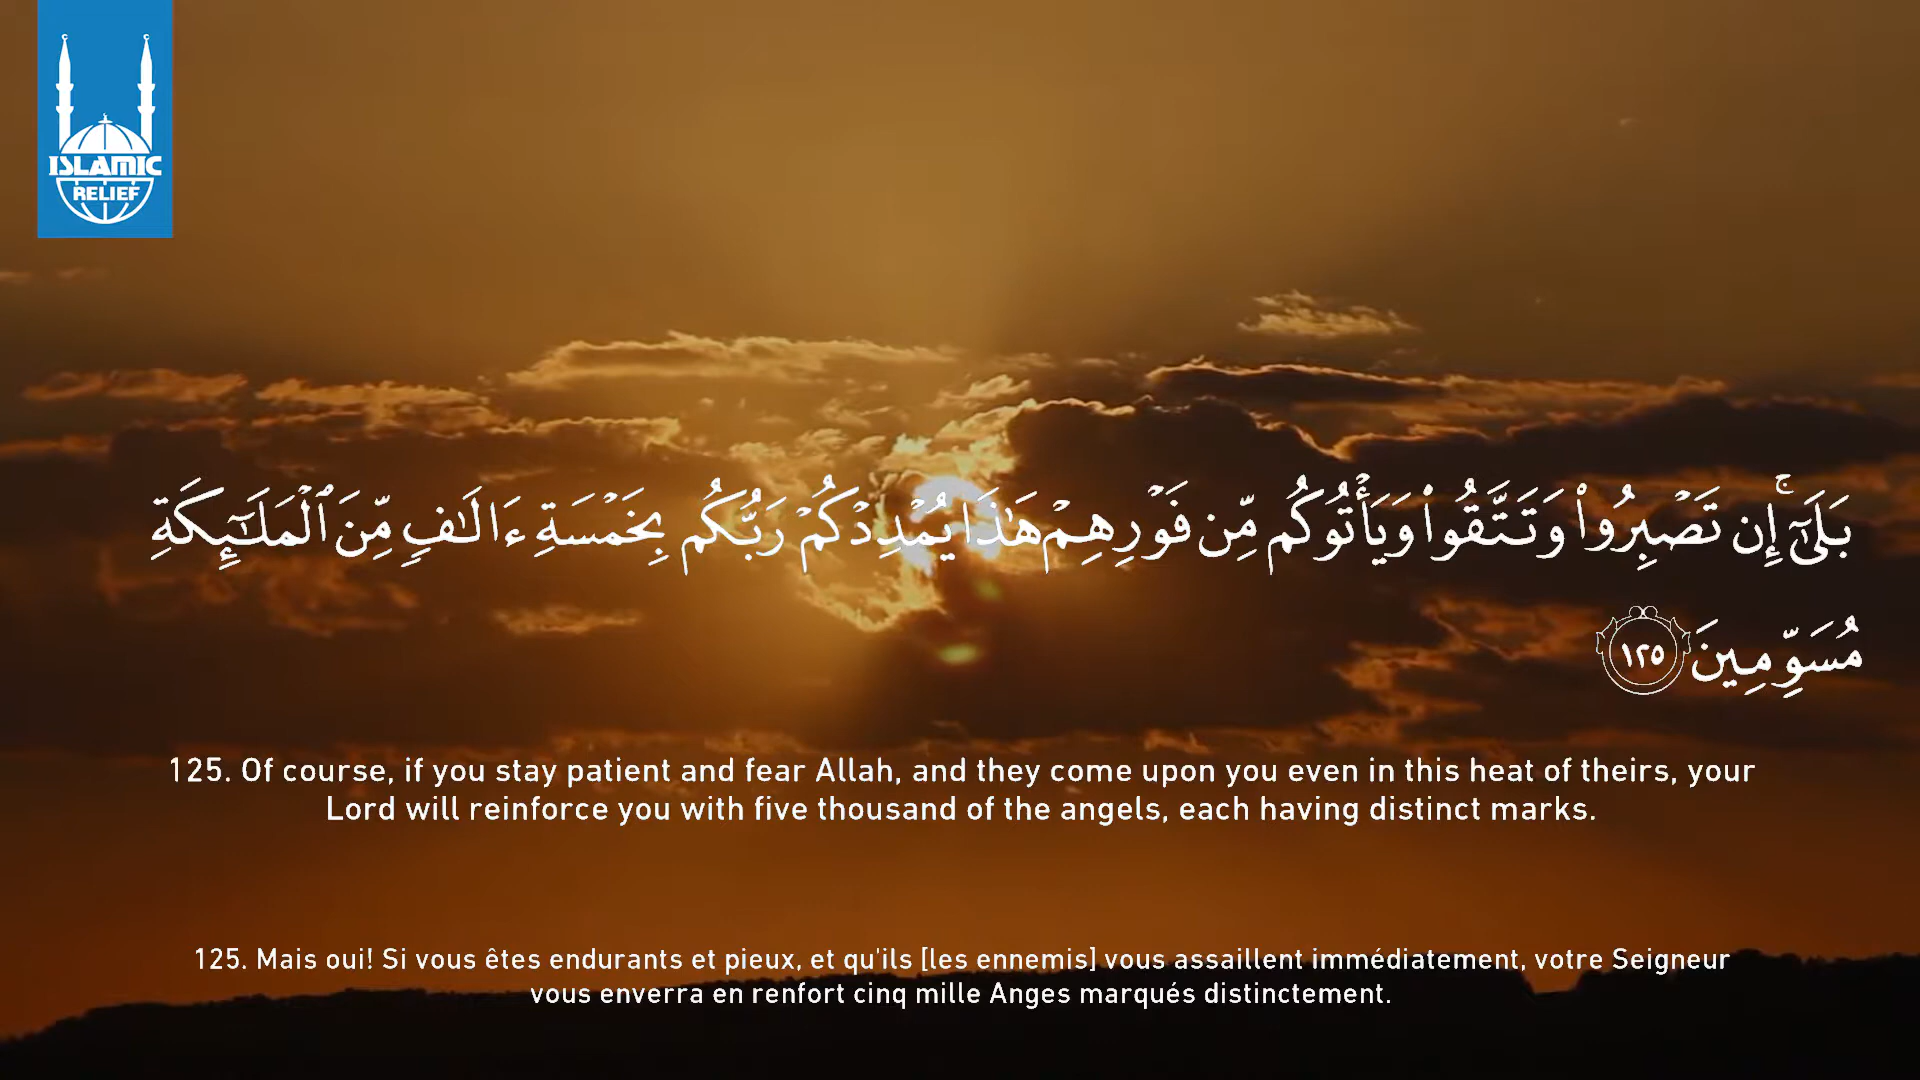 ISLAMIC
RELIEF
بَلَىٰٓۚ إِن تَصۡبِرُواْ وَتَتَّقُواْ وَيَأۡتُوكُم مِّن فَوۡرِهِمۡ هَٰذَا يُمۡدِدۡكُمۡ رَبُّكُم بِخَمۡسَةِ ءَالَٰفٖ مِّنَ ٱلۡمَلَٰٓئِكَةِ
مُسَوِّمِينَ ١٢٥
125. Of course, if you stay patient and fear Allah, and they come upon you even in this heat of theirs, your
Lord will reinforce you with five thousand of the angels, each having distinct marks.
125. Mais oui! Si vous êtes endurants et pieux, et qu'ils [les ennemis] vous assaillent immédiatement, votre Seigneur
vous enverra en renfort cinq mille Anges marqués distinctement.